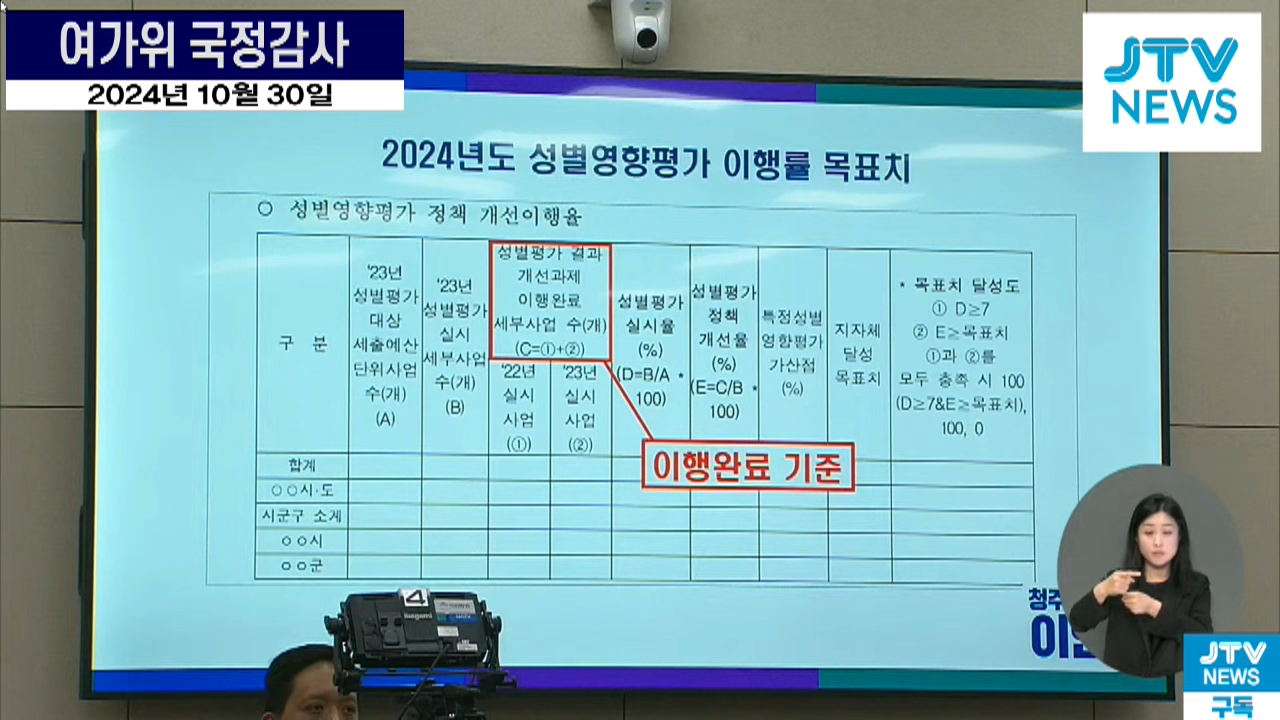 여가위 국정감사
2024년 10월 30일
JTV
NEWS
2024년도 성별영향평가 이행률 목표치
○ 성별영향평가 정책 개선이행율
구 분
'23년
성별평가
대상
세출예산
단위사업
수(개)
(A)
'23년
성별평가
실시
세부사업
수(개)
(B)
성별평가 결과
개선과제
이행완료
세부사업 수(개)
(C=①+②)
'22년
실시
사업
(①)
'23년
실시
사업
(②)
성별평가
실시율
(%)
(D=B/A *
100)
성별평가
정책
개선율
(%)
(E=C/B *
100)
특정성별
영향평가
가산점
(%)
지자체
달성
목표치
* 목표치 달성도
① D≥7
② E≥목표치
①과 ②를
모두 충족 시 100
(D≥7&E≥목표치),
100, 0
이행완료 기준
합계
○○시·도
시군구 소계
○○시
○○군
4
Ikegami
청주
JTV
NEWS
구독